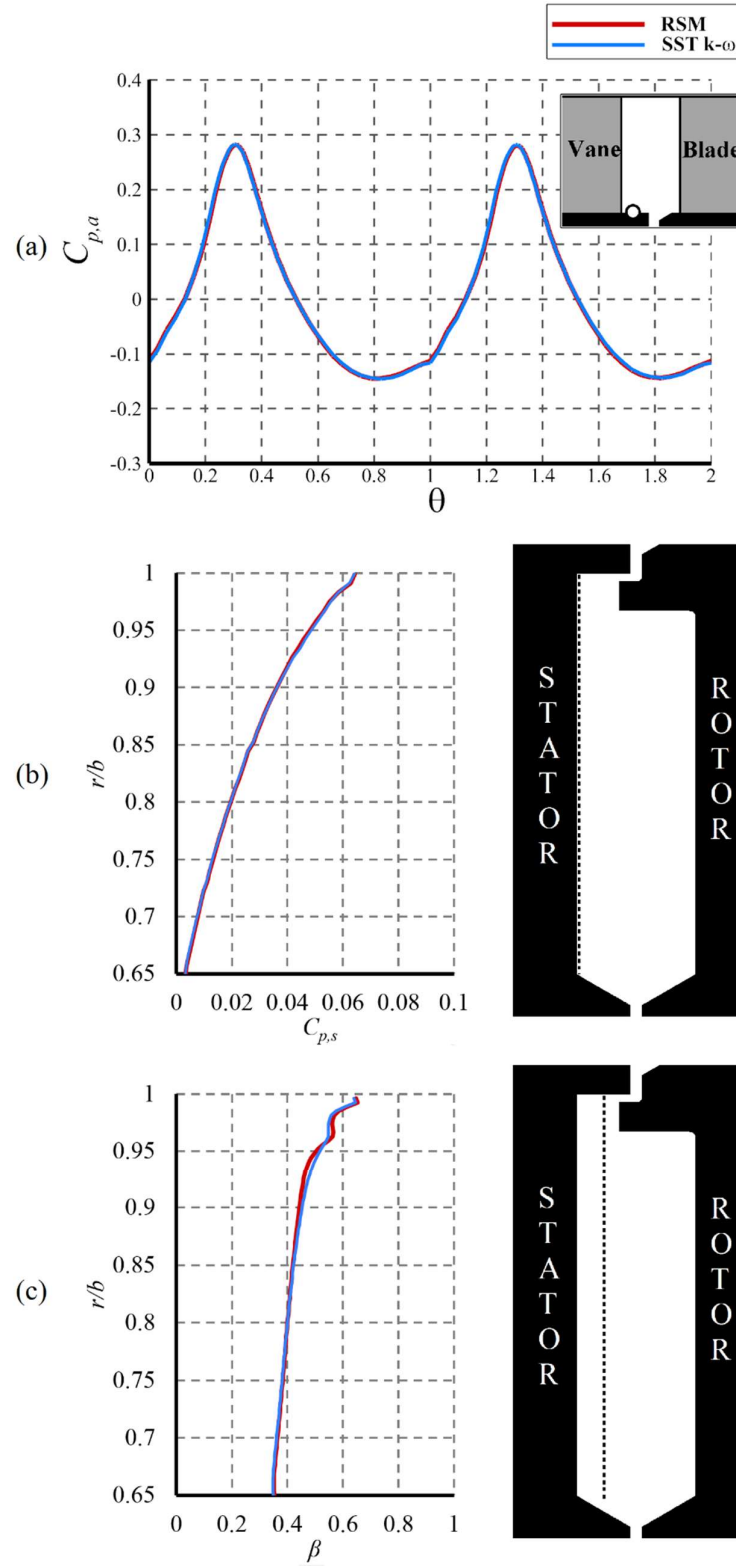 RSM
SST k-ω
(a)
C_{p,a}
0.4
0.3
0.2
0.1
0
-0.1
-0.2
-0.3
0 0.2 0.4 0.6 0.8 1 1.2 1.4 1.6 1.8 2
θ
Vane Blade
(b)
r/b
1
0.95
0.9
0.85
0.8
0.75
0.7
0.65
0 0.02 0.04 0.06 0.08 0.1
C_{p,s}
STATOR
ROTOR
(c)
r/b
1
0.95
0.9
0.85
0.8
0.75
0.7
0.65
0 0.2 0.4 0.6 0.8 1
β
STATOR
ROTOR